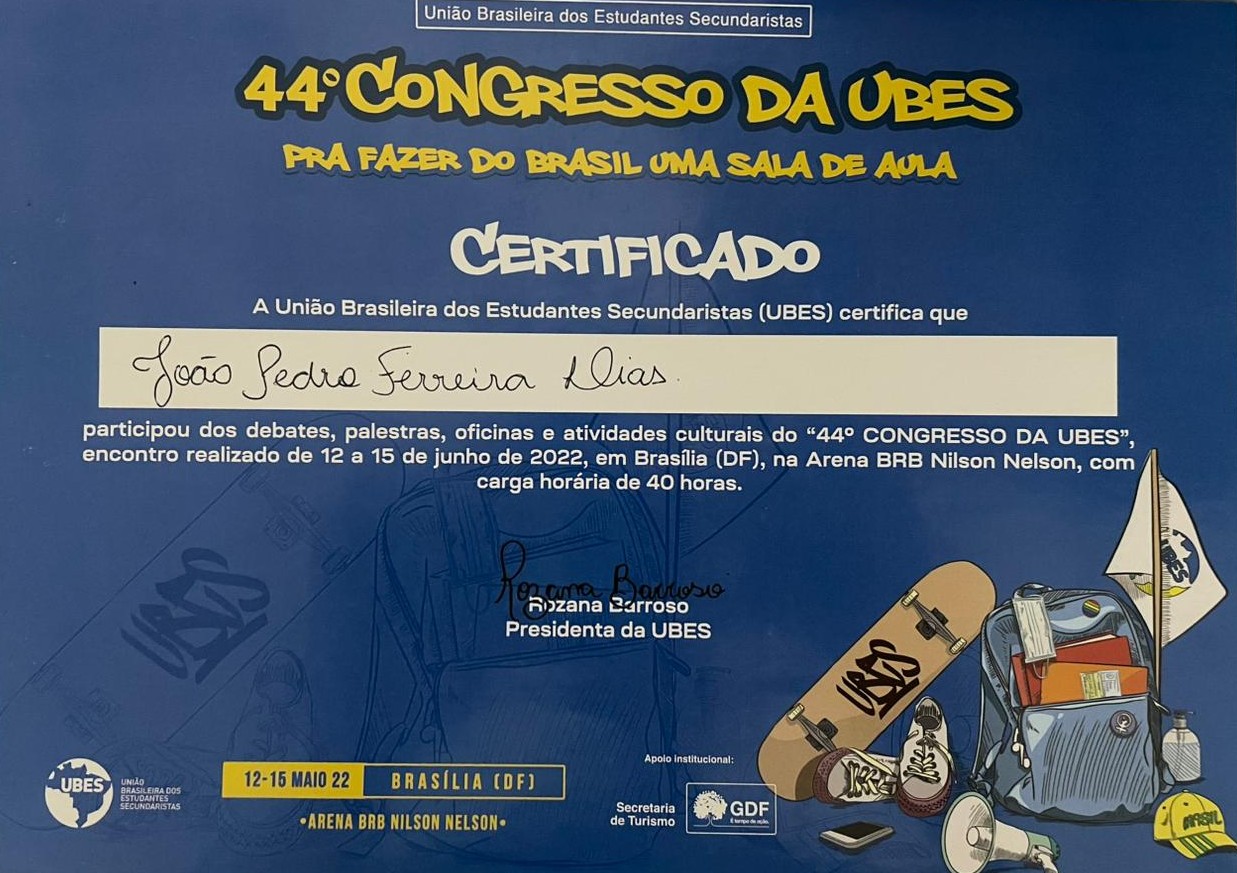 União Brasileira dos Estudantes Secundaristas
44º CONGRESSO DA UBES
PRA FAZER DO BRASIL UMA SALA DE AULA
CERTIFICADO
A União Brasileira dos Estudantes Secundaristas (UBES) certifica que
João Pedro Ferreira Dias.
participou dos debates, palestras, oficinas e atividades culturais do “44º CONGRESSO DA UBES”,
encontro realizado de 12 a 15 de junho de 2022, em Brasília (DF), na Arena BRB Nilson Nelson, com
carga horária de 40 horas.
Rozana Barroso
Rozana Barroso
Presidenta da UBES
UBES
UBES
UBES
UBES
UNIÃO
BRASILEIRA DOS
ESTUDANTES
SECUNDARISTAS
12-15 MAIO 22 BRASÍLIA (DF)
•ARENA BRB NILSON NELSON•
Apoio institucional:
Secretaria
de Turismo
GDF
É tempo de ação.
BRASIL